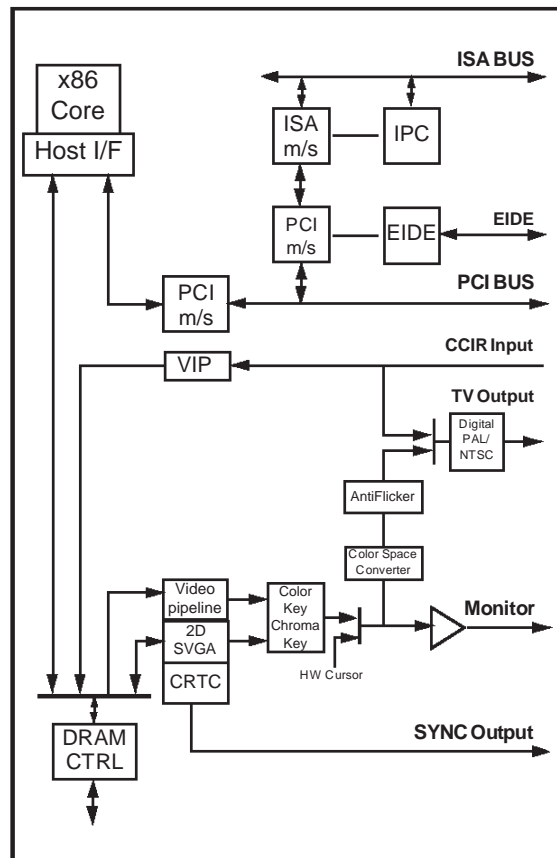 ISA BUS
x86
Core
Host I/F
ISA
m/s
IPC
PCI
m/s
EIDE
EIDE
PCI BUS
PCI
m/s
CCIR Input
VIP
TV Output
Digital
PAL/
NTSC
AntiFlicker
Color Space
Converter
Video
pipeline
Color
Key
Chroma
Key
Monitor
2D
SVGA
HW Cursor
CRTC
SYNC Output
DRAM
CTRL